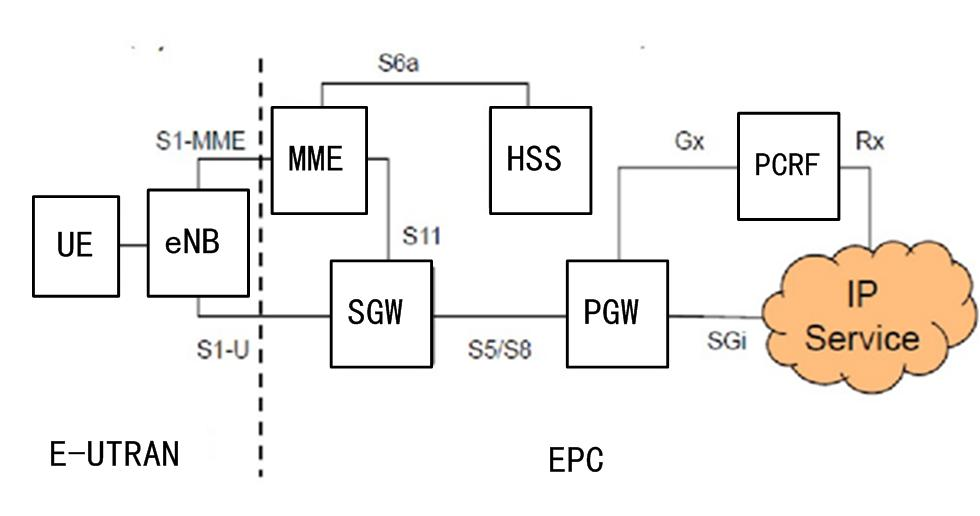 S6a
S1-MME
MME
HSS
Gx
PCRF
Rx
UE
eNB
S11
SGW
PGW
IP
Service
S1-U
S5/S8
SGi
E-UTRAN
EPC